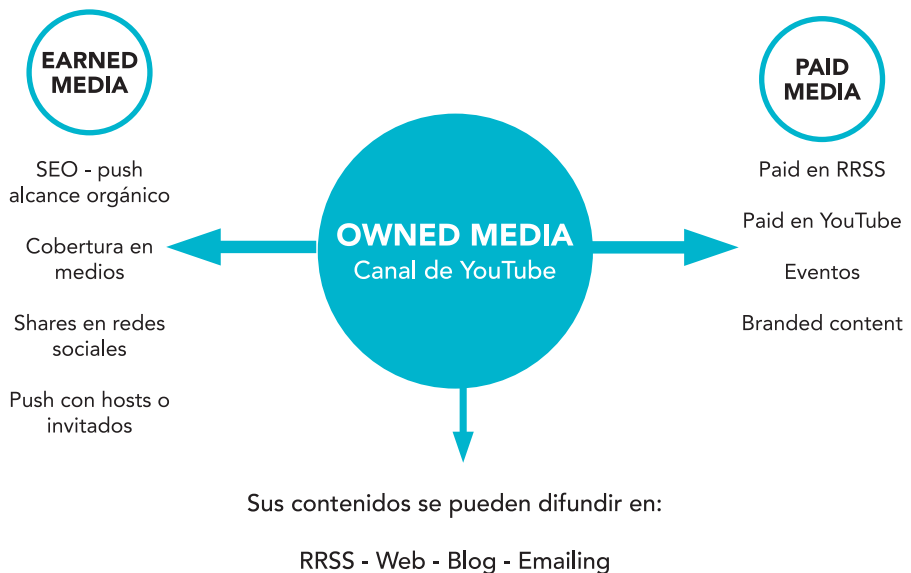 EARNED
MEDIA
SEO - push
alcance orgánico
Cobertura en
medios
Shares en redes
sociales
Push con hosts o
invitados
OWNED MEDIA
Canal de YouTube
PAID
MEDIA
Paid en RRSS
Paid en YouTube
Eventos
Branded content
Sus contenidos se pueden difundir en:
RRSS - Web - Blog - Emailing